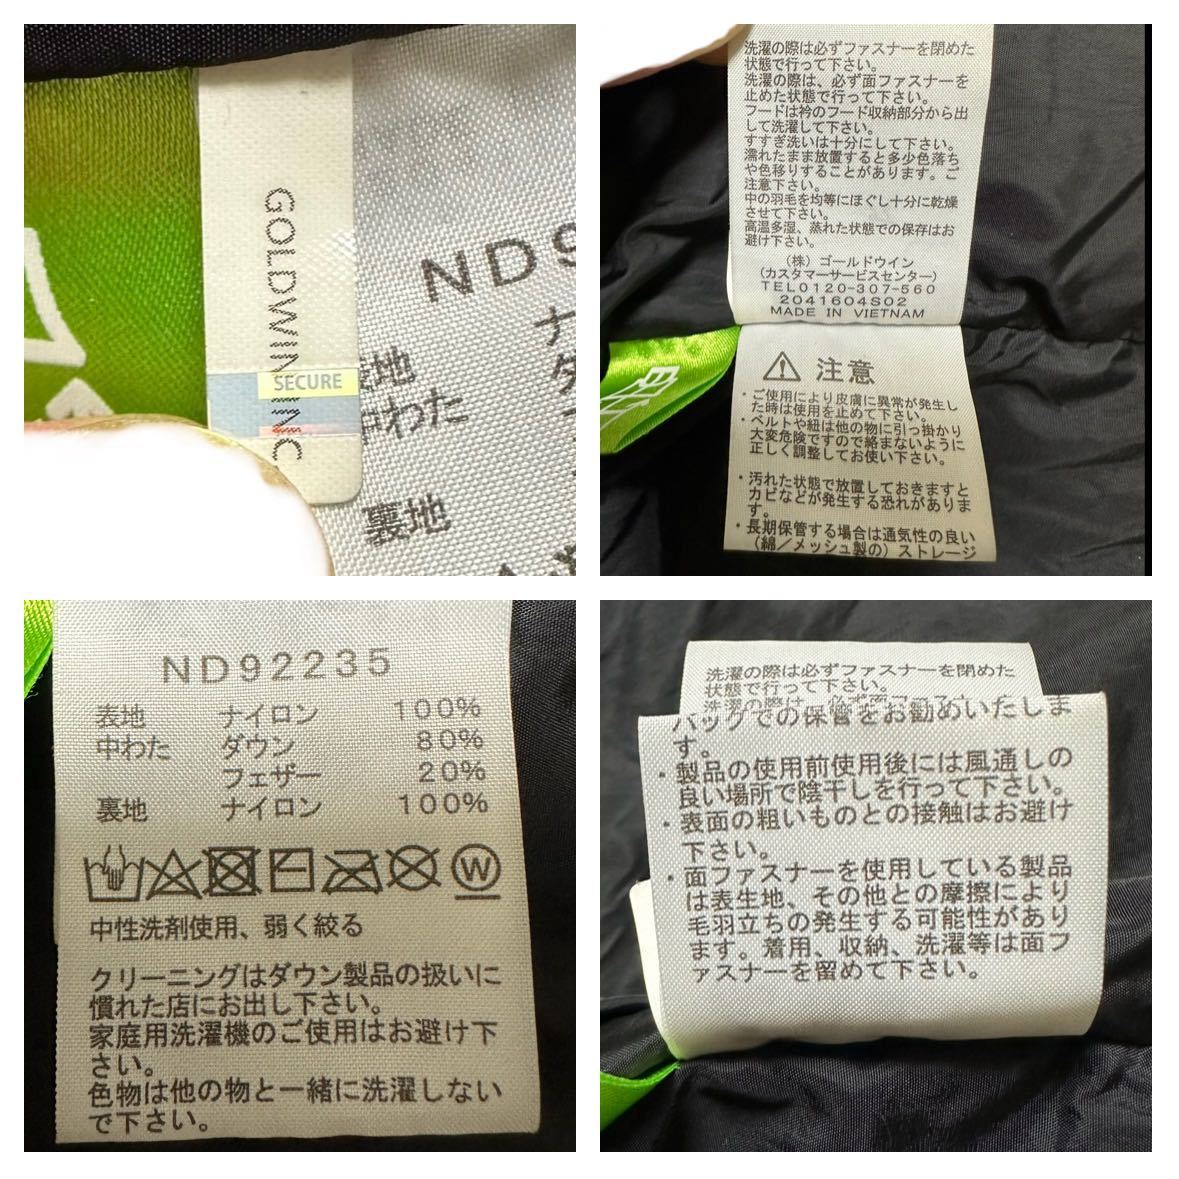 GOLDWIN INC
SECURE
ND9
ナ
表地
ダ
中わた
裏地
洗濯の際は必ずファスナーを閉めた
状態で行って下さい。
洗濯の際は、必ず面ファスナーを
止めた状態で行って下さい。
フードは衿のフード収納部分から出
して洗濯して下さい。
すすぎ洗いは十分にして下さい。
濡れたまま放置すると多少色落ち
や色移りすることがあります。ご
注意下さい。
中の羽毛を均等にほぐし十分に乾燥
させて下さい。
高温多湿、蒸れた状態での保存はお
避け下さい。
(株) ゴールドウイン
(カスタマーサービスセンター)
TEL0120-307-560
2041604S02
MADE IN VIETNAM
注意
・ご使用により皮膚に異常が発生し
た時は使用を止めて下さい。
・ベルトや紐は他の物に引っ掛かり
大変危険ですので絡まないように
正しく調整してお使い下さい。
・汚れた状態で放置しておきますと
カビなどが発生する恐れがありま
す。
・長期保管する場合は通気性の良い
(綿/メッシュ製の) ストレージ
ND92235
表地 ナイロン 100%
中わた ダウン 80%
フェザー 20%
裏地 ナイロン 100%
W
中性洗剤使用、弱く絞る
クリーニングはダウン製品の扱いに
慣れた店にお出し下さい。
家庭用洗濯機のご使用はお避け下
さい。
色物は他の物と一緒に洗濯しない
で下さい。
洗濯の際は必ずファスナーを閉めた
状態で行って下さい。
バッグでの保管をお勧めいたしま
す。
・製品の使用前使用後には風通しの
良い場所で陰干しを行って下さい。
・表面の粗いものとの接触はお避け
下さい。
・面ファスナーを使用している製品
は表生地、その他との摩擦により
毛羽立ちの発生する可能性があり
ます。着用、収納、洗濯等は面フ
ァスナーを留めて下さい。